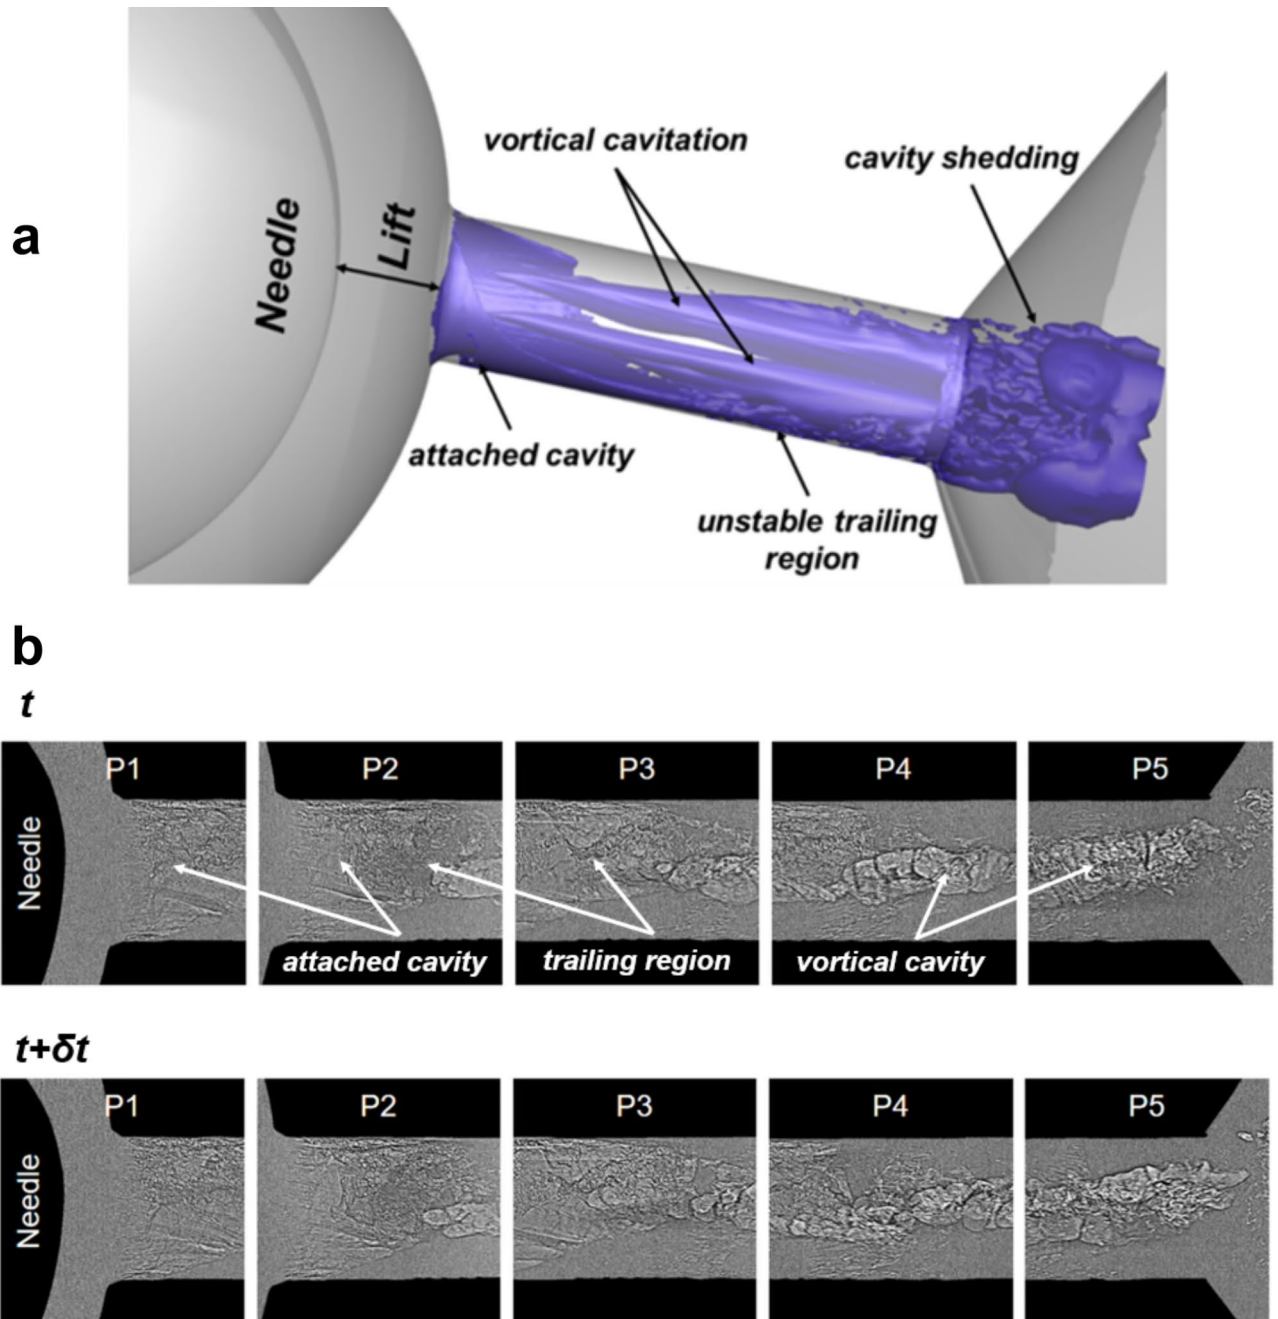 a
vortical cavitation
cavity shedding
Needle
Lift
attached cavity
unstable trailing
region
b
t
P1
P2
P3
P4
P5
Needle
attached cavity
trailing region
vortical cavity
t+δt
P1
P2
P3
P4
P5
Needle